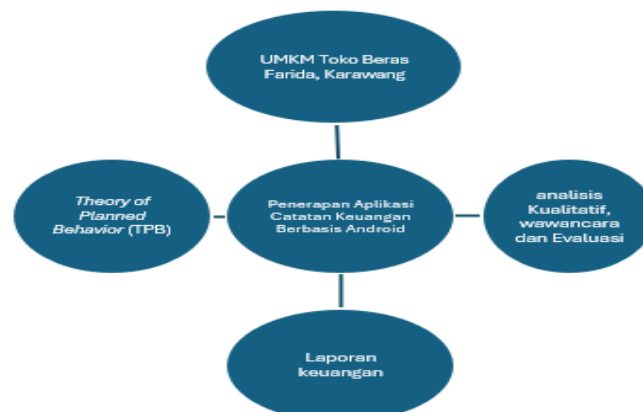 UMKM Toko Beras
Farida, Karawang
Theory of
Planned
Behavior (TPB)
Penerapan Aplikasi
Catatan Keuangan
Berbasis Android
analisis
Kualitatif,
wawancara
dan Evaluasi
Laporan
keuangan